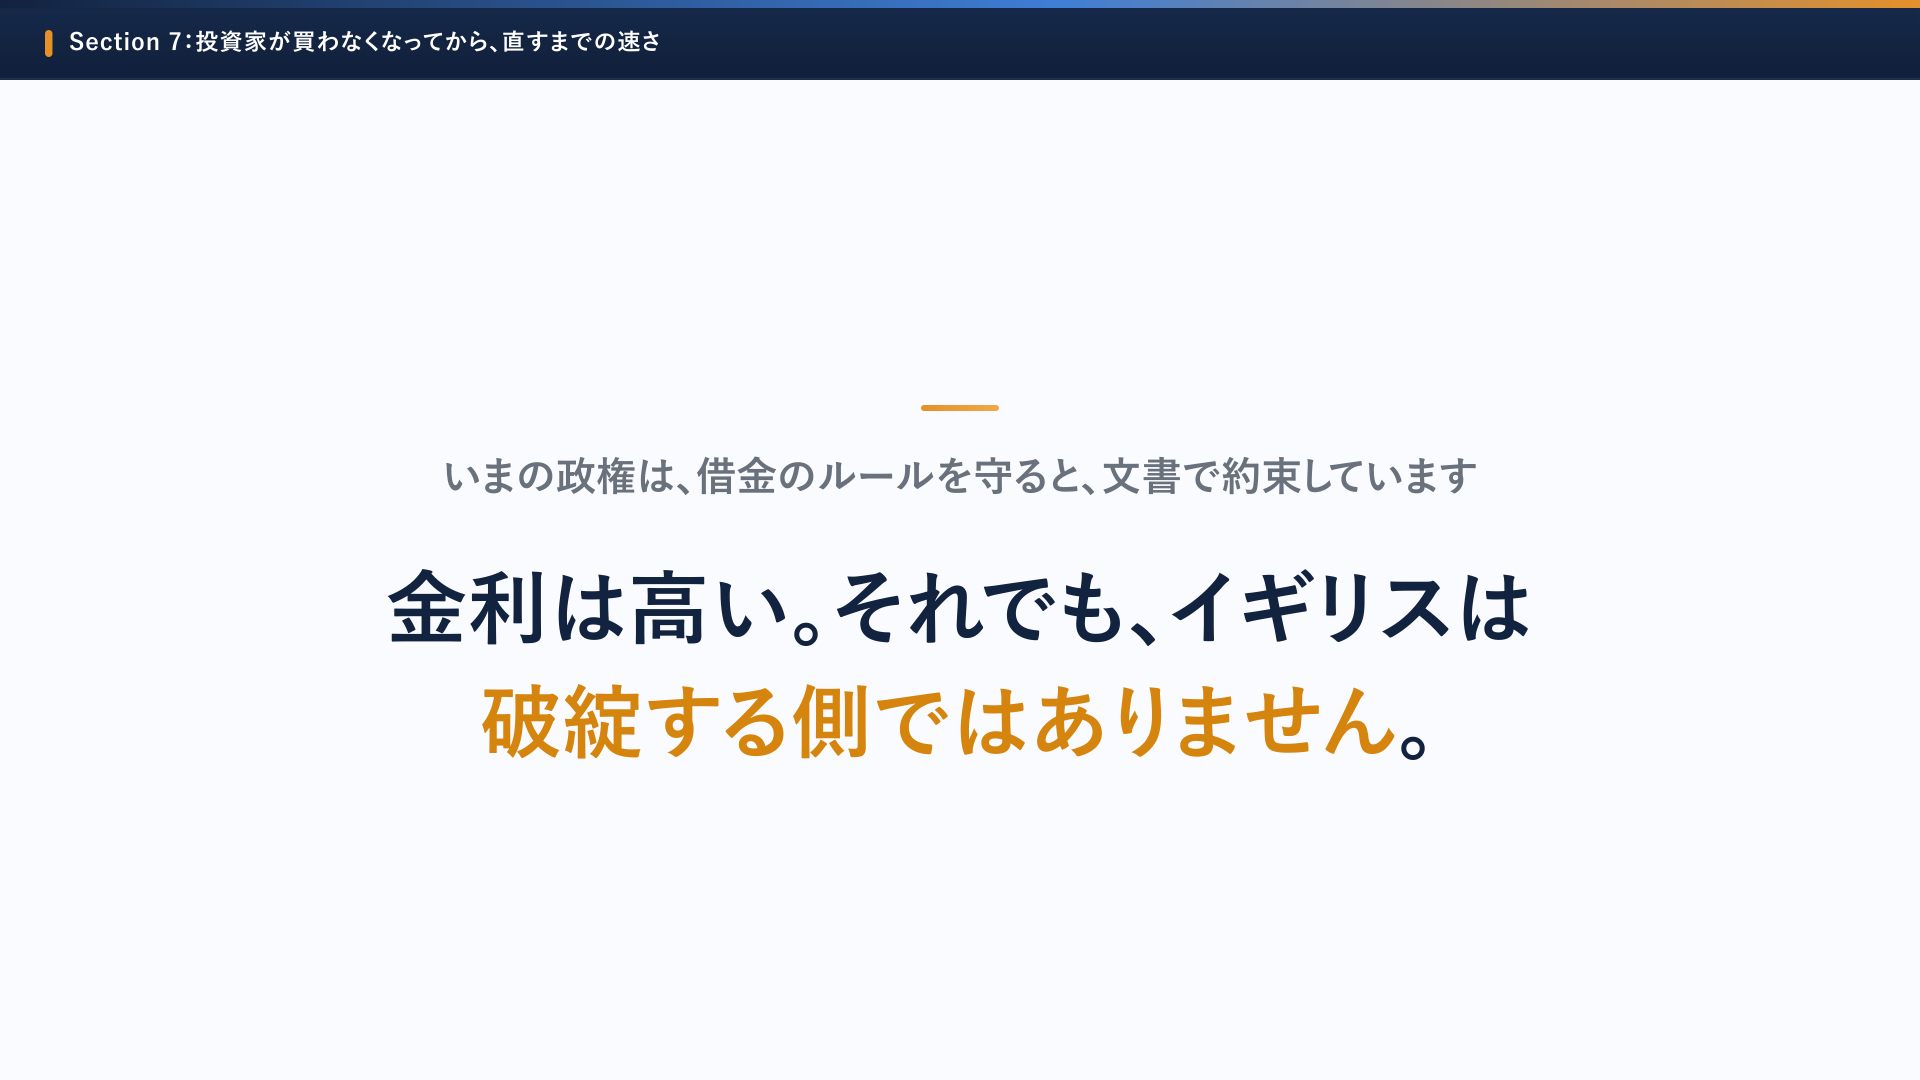 Section 7：投資家が買わなくなってから、直すまでの速さ
いまの政権は、借金のルールを守ると、文書で約束しています
金利は高い。それでも、イギリスは
破綻する側ではありません。